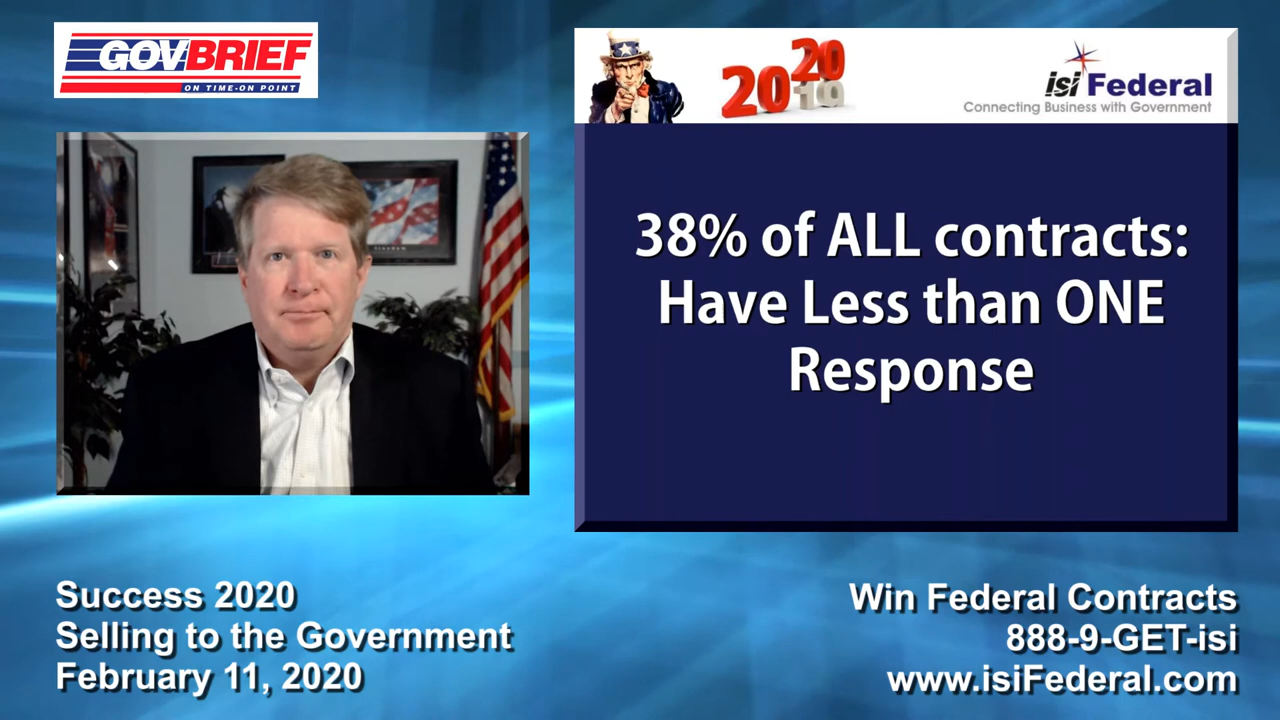 GOVBRIEF
ON TIME-ON POINT
2020
19
isi Federal
Connecting Business with Government
38% of ALL contracts:
Have Less than ONE
Response
Success 2020
Selling to the Government
February 11, 2020
Win Federal Contracts
888-9-GET-isi
www.isiFederal.com